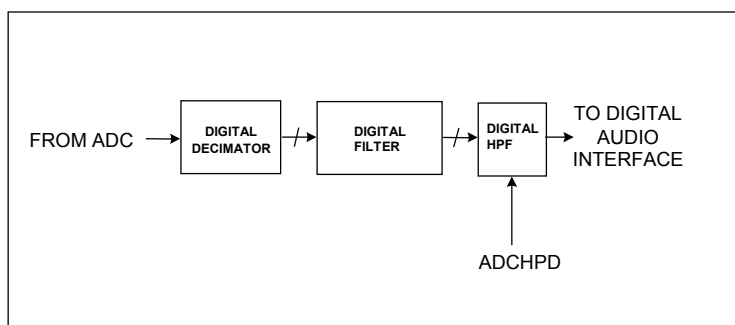 FROM ADC
DIGITAL
DECIMATOR
DIGITAL
FILTER
DIGITAL
HPF
TO DIGITAL
AUDIO
INTERFACE
ADCHPD